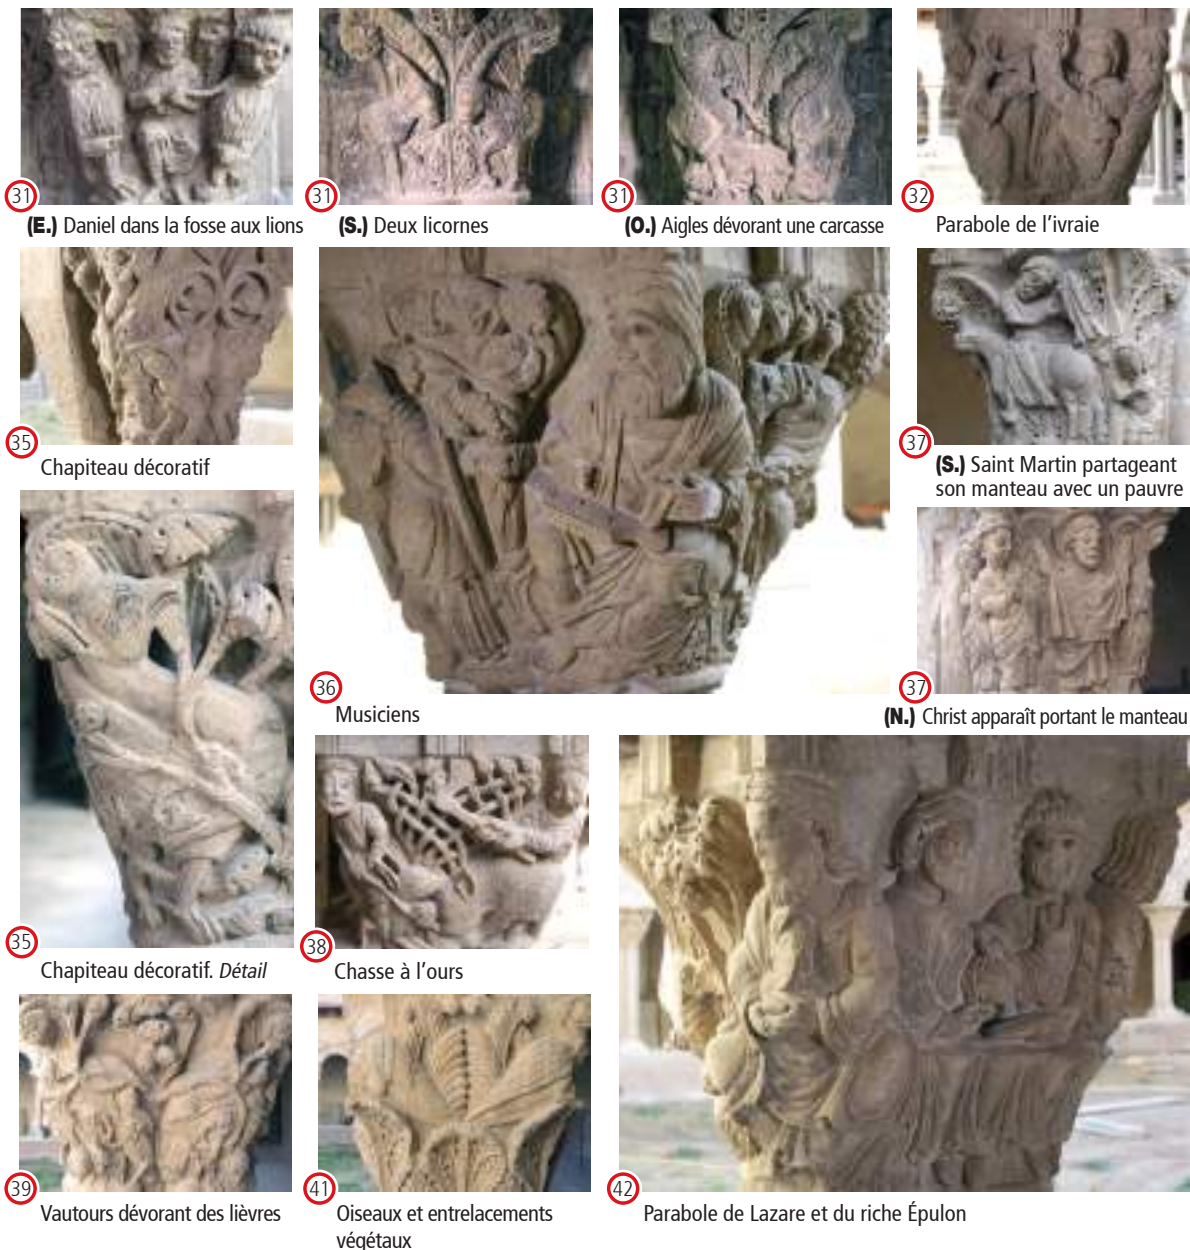 31
(E.) Daniel dans la fosse aux lions
31
(S.) Deux licornes
31
(O.) Aigles dévorant une carcasse
32
Parabole de l'ivraie
35
Chapiteau décoratif
36
Musiciens
37
(S.) Saint Martin partageant
son manteau avec un pauvre
37
(N.) Christ apparaît portant le manteau
35
Chapiteau décoratif. Détail
38
Chasse à l'ours
39
Vautours dévorant des lièvres
41
Oiseaux et entrelacements
végétaux
42
Parabole de Lazare et du riche Épulon